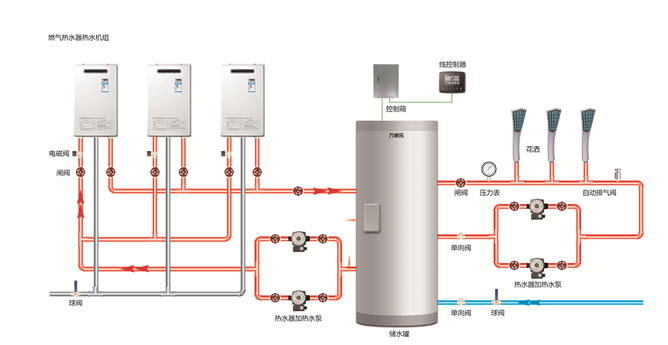 燃气热水器热水机组
线控制器
控制箱
万家乐
电磁阀
花洒
闸阀
闸阀
压力表
自动排气阀
单向阀
热水器加热水泵
球阀
热水器加热水泵
单向阀
球阀
储水罐